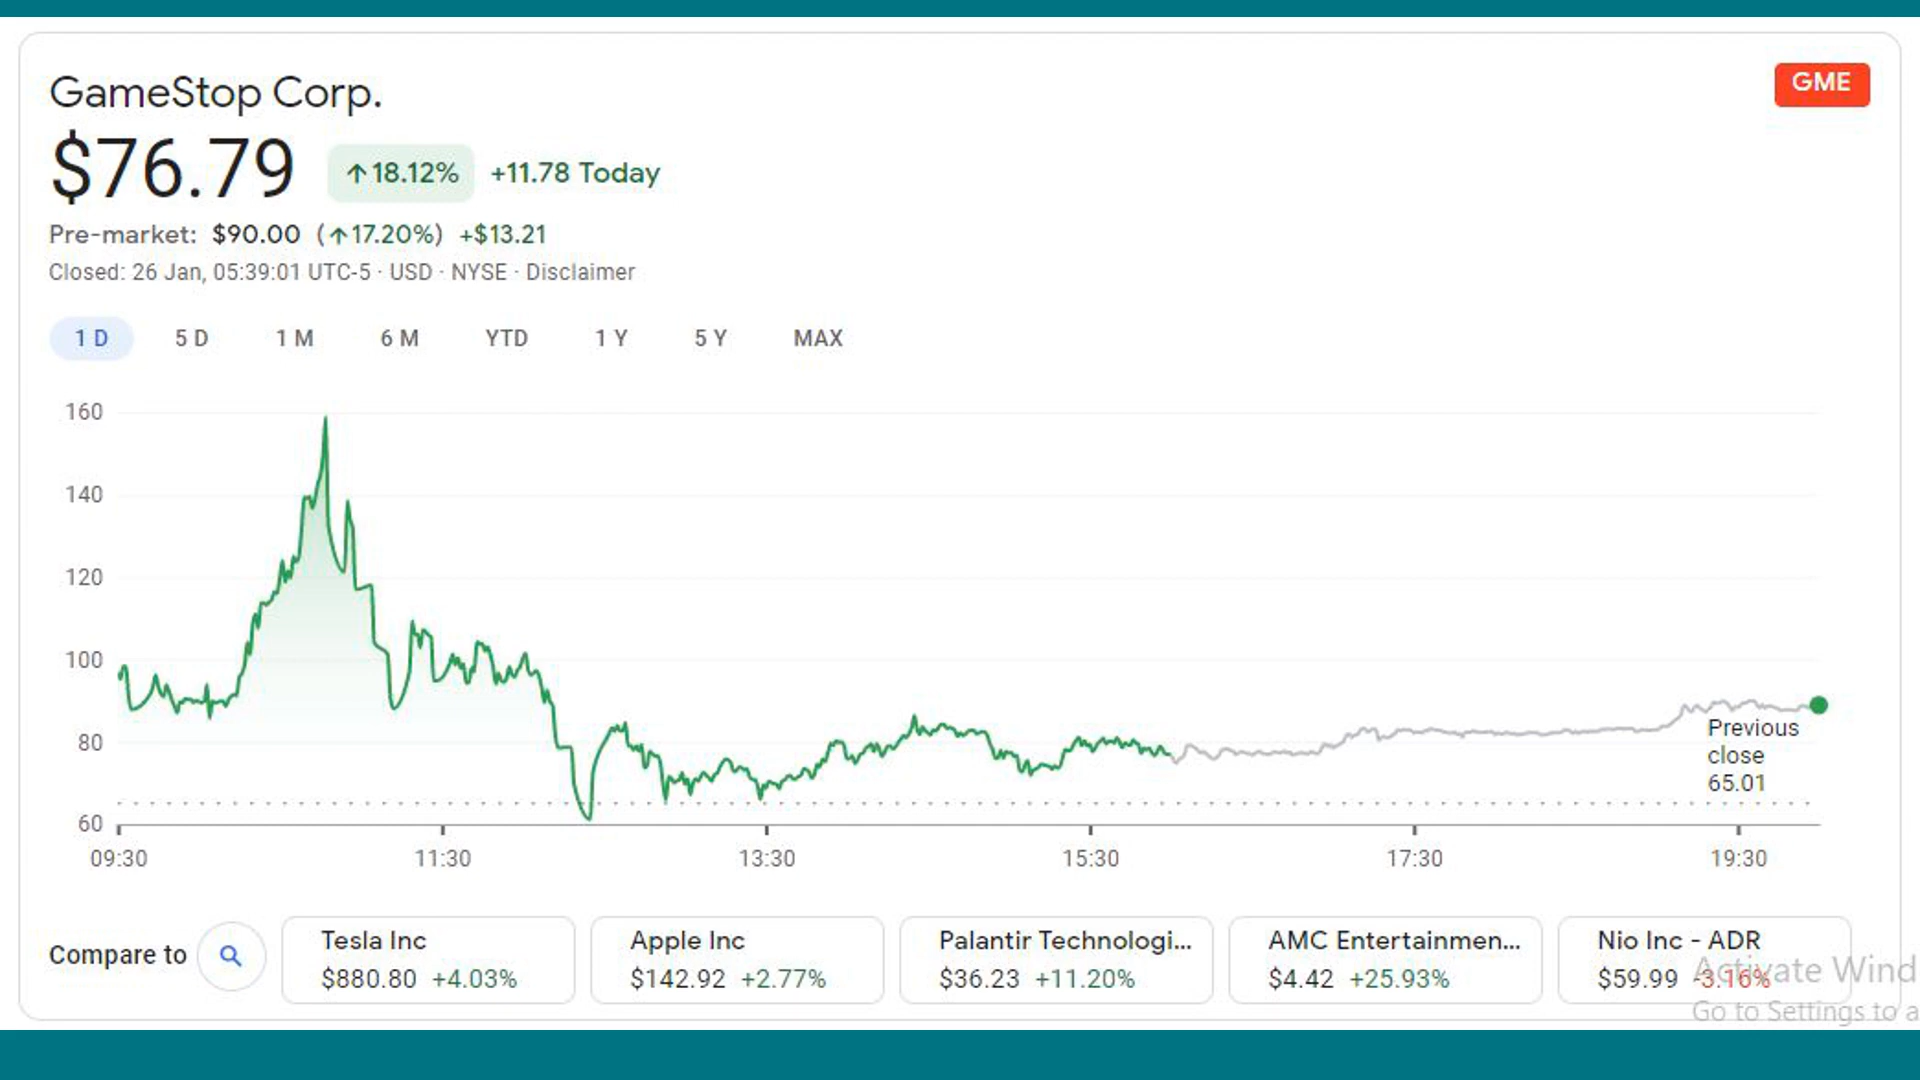 GameStop Corp.
GME
$76.79 ↑18.12% +11.78 Today
Pre-market: $90.00 (↑17.20%) +$13.21
Closed: 26 Jan, 05:39:01 UTC-5 · USD · NYSE · Disclaimer
1 D 5 D 1 M 6 M YTD 1 Y 5 Y MAX
160
140
120
100
80
60
Previous
close
65.01
09:30 11:30 13:30 15:30 17:30 19:30
Compare to
Tesla Inc
$880.80 +4.03%
Apple Inc
$142.92 +2.77%
Palantir Technologi...
$36.23 +11.20%
AMC Entertainmen...
$4.42 +25.93%
Nio Inc - ADR
$59.99 -3.16%
Activate Wind
Go to Settings to a